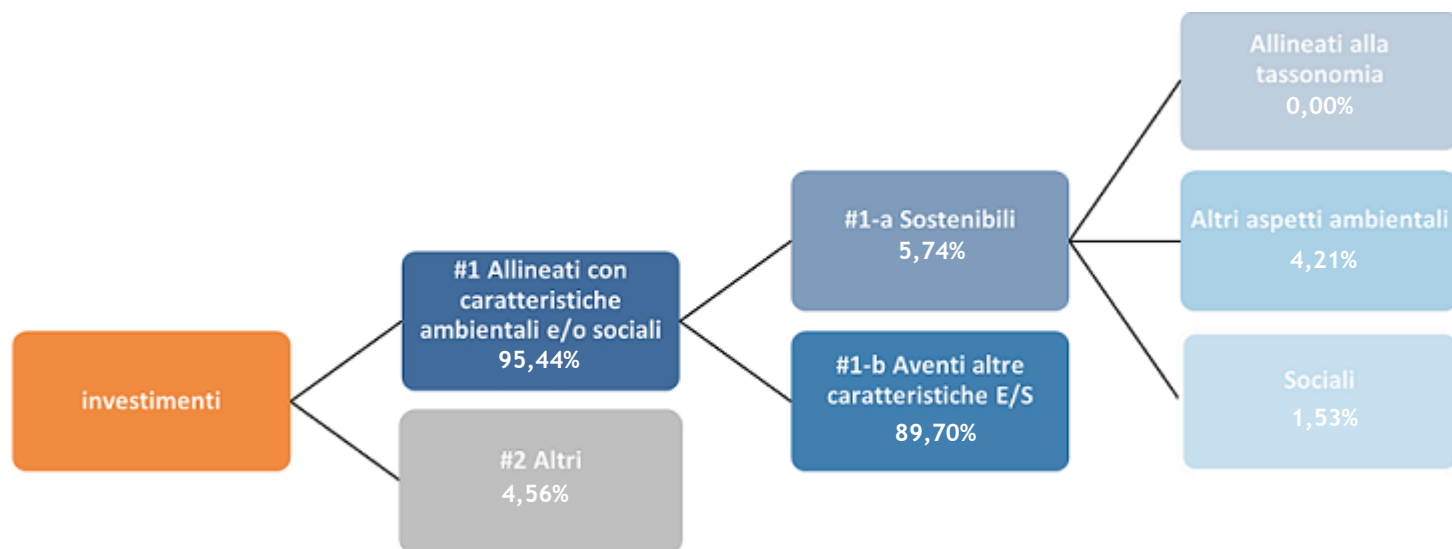 investimenti
#1 Allineati con
caratteristiche
ambientali e/o sociali
95,44%
#2 Altri
4,56%
#1-a Sostenibili
5,74%
#1-b Aventi altre
caratteristiche E/S
89,70%
Allineati alla
tassonomia
0,00%
Altri aspetti ambientali
4,21%
Sociali
1,53%